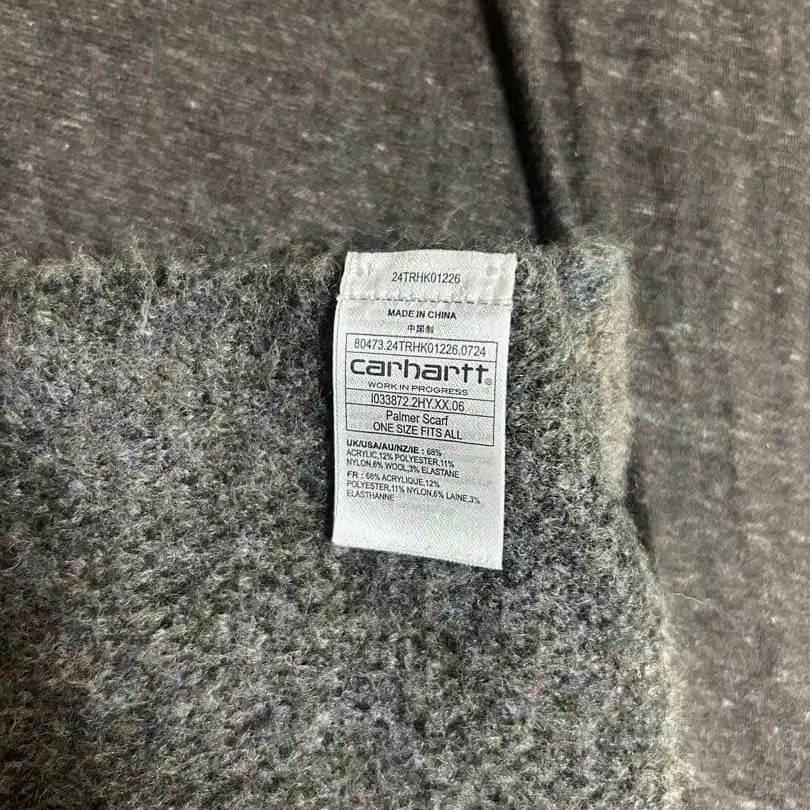 24TRHK01226
MADE IN CHINA
中国制
80473.24TRHK01226.0724
carhartt®
WORK IN PROGRESS
I033872.2HY.XX.06
Palmer Scarf
ONE SIZE FITS ALL
UK/USA/AU/NZ/IE : 68%
ACRYLIC,12% POLYESTER,11%
NYLON,6% WOOL,3% ELASTANE
FR : 68% ACRYLIQUE,12%
POLYESTER,11% NYLON,6% LAINE,3%
ELASTHANNE